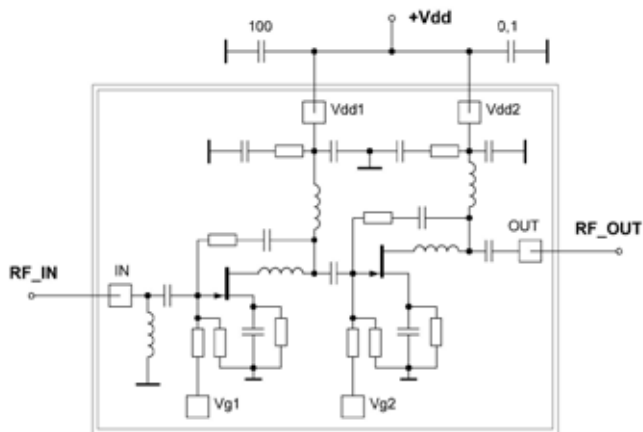 +Vdd
100
0,1
Vdd1
Vdd2
OUT
RF_OUT
RF_IN
IN
Vg1
Vg2